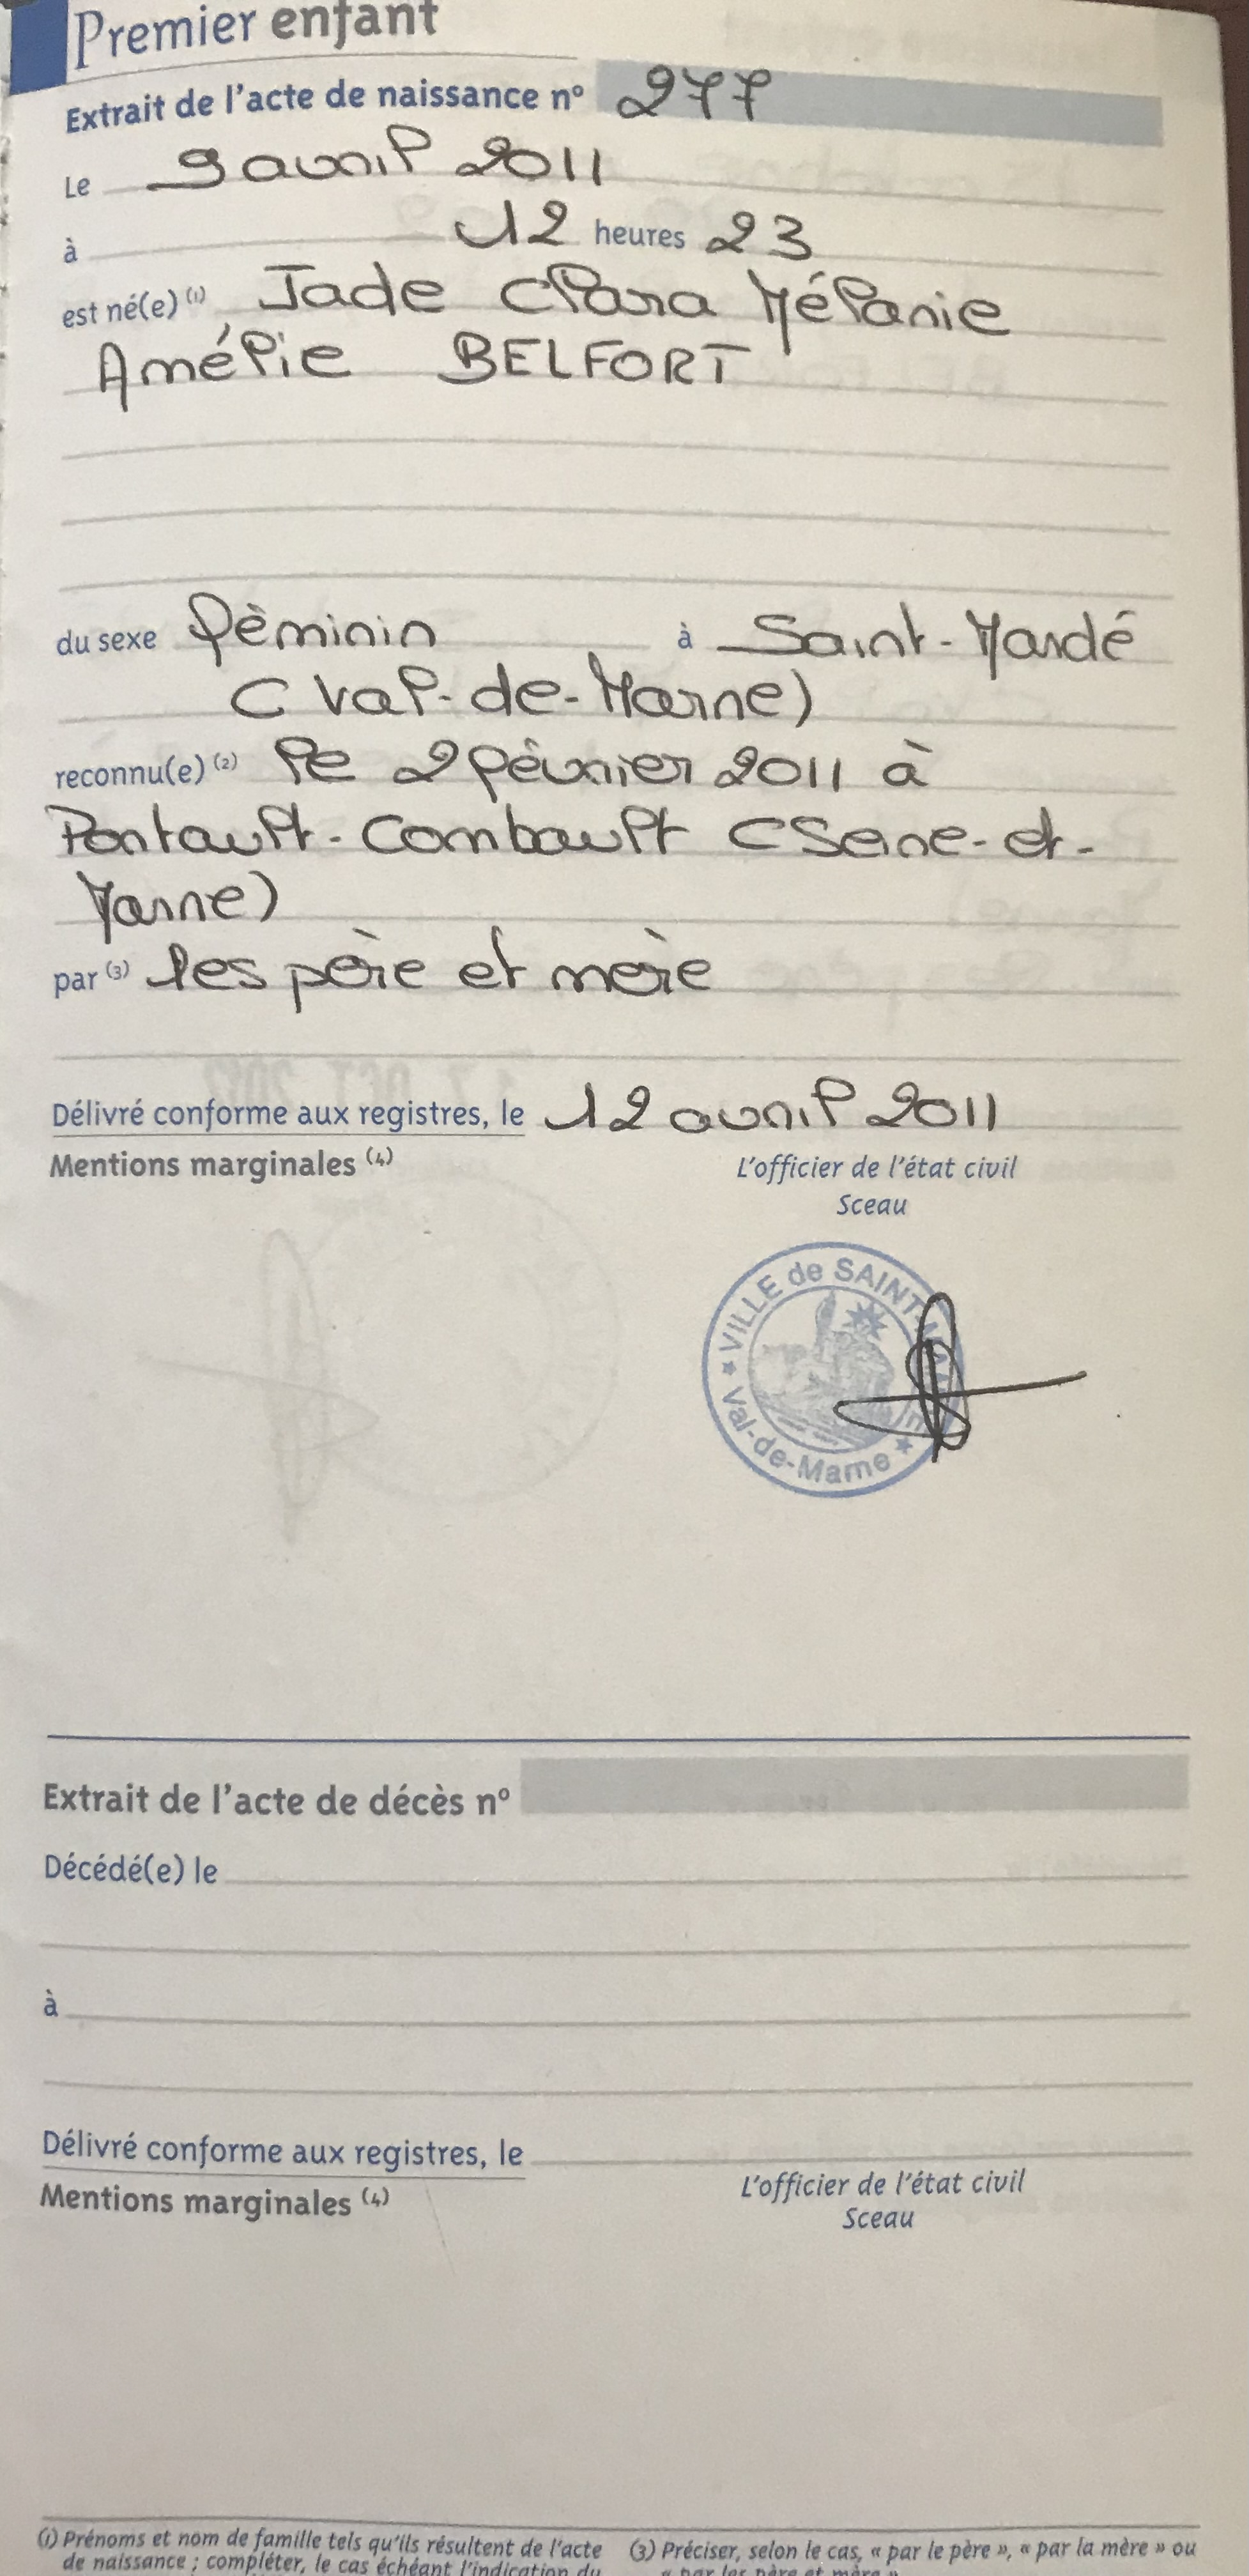 Premier enfant
Extrait de l'acte de naissance n° 277
Le 9 avril 2011
à 12 heures 23
est né(e) (1) Jade Clara Mélanie
Amélie BELFORT
du sexe féminin à Saint-Mandé
(Val-de-Marne)
reconnu(e) (2) le 2 février 2011 à
Pontault-Combault (Seine-et-
Marne)
par (3) les père et mère
Délivré conforme aux registres, le 12 avril 2011
Mentions marginales (4) L'officier de l'état civil
Sceau
VILLE de SAINT-MANDÉ
Val-de-Marne
Extrait de l'acte de décès n°
Décédé(e) le
à
Délivré conforme aux registres, le
Mentions marginales (4) L'officier de l'état civil
Sceau
(1) Prénoms et nom de famille tels qu'ils résultent de l'acte
de naissance ; compléter, le cas échéant l'indication du
(3) Préciser, selon le cas, « par le père », « par la mère » ou
« par les père et mère »